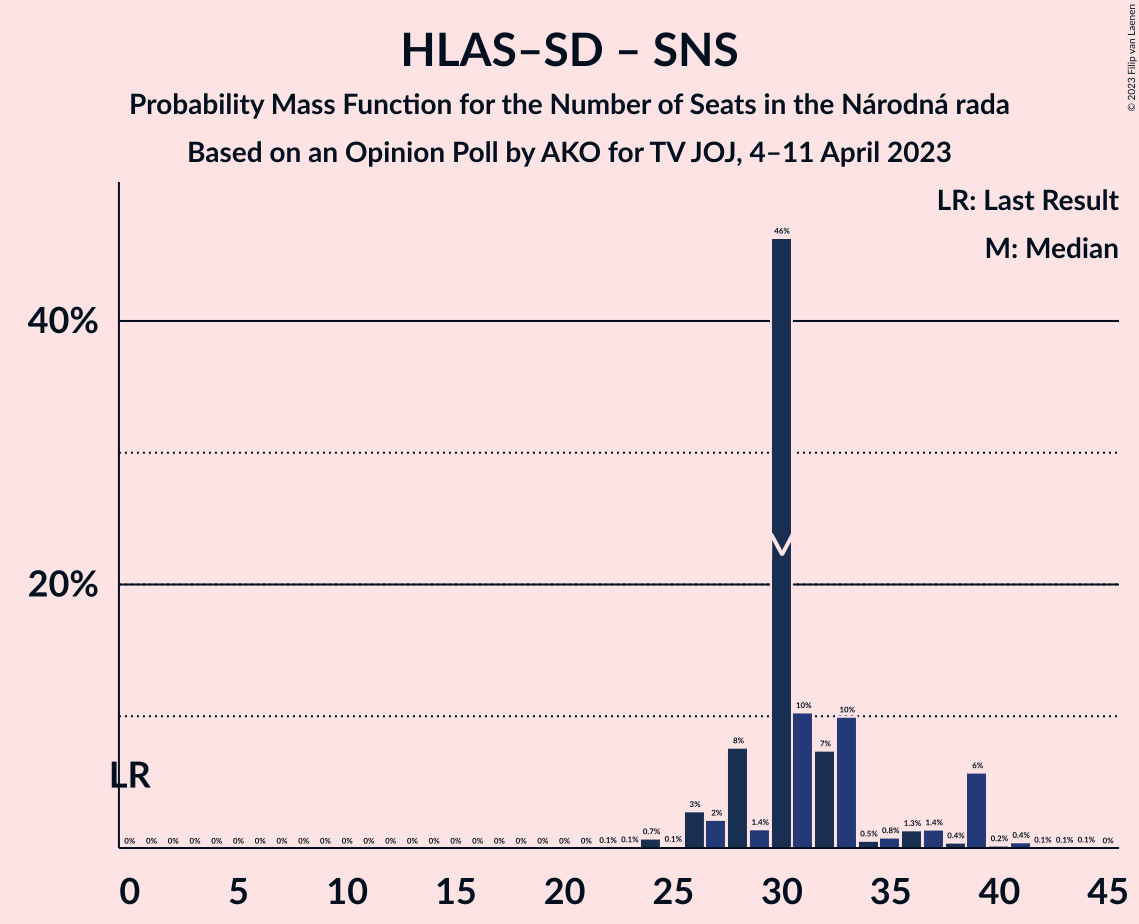 HLAS–SD – SNS
Probability Mass Function for the Number of Seats in the Národná rada
Based on an Opinion Poll by AKO for TV JOJ, 4–11 April 2023
© 2023 Filip van Laenen
LR: Last Result
M: Median
40%
20%
LR
0% 0% 0% 0% 0% 0% 0% 0% 0% 0% 0% 0% 0% 0% 0% 0% 0% 0% 0% 0% 0% 0% 0.1% 0.1% 0.7% 0.1% 3% 2% 8% 1.4% 46% 10% 7% 10% 0.5% 0.8% 1.3% 1.4% 0.4% 6% 0.2% 0.4% 0.1% 0.1% 0.1% 0%
0 5 10 15 20 25 30 35 40 45